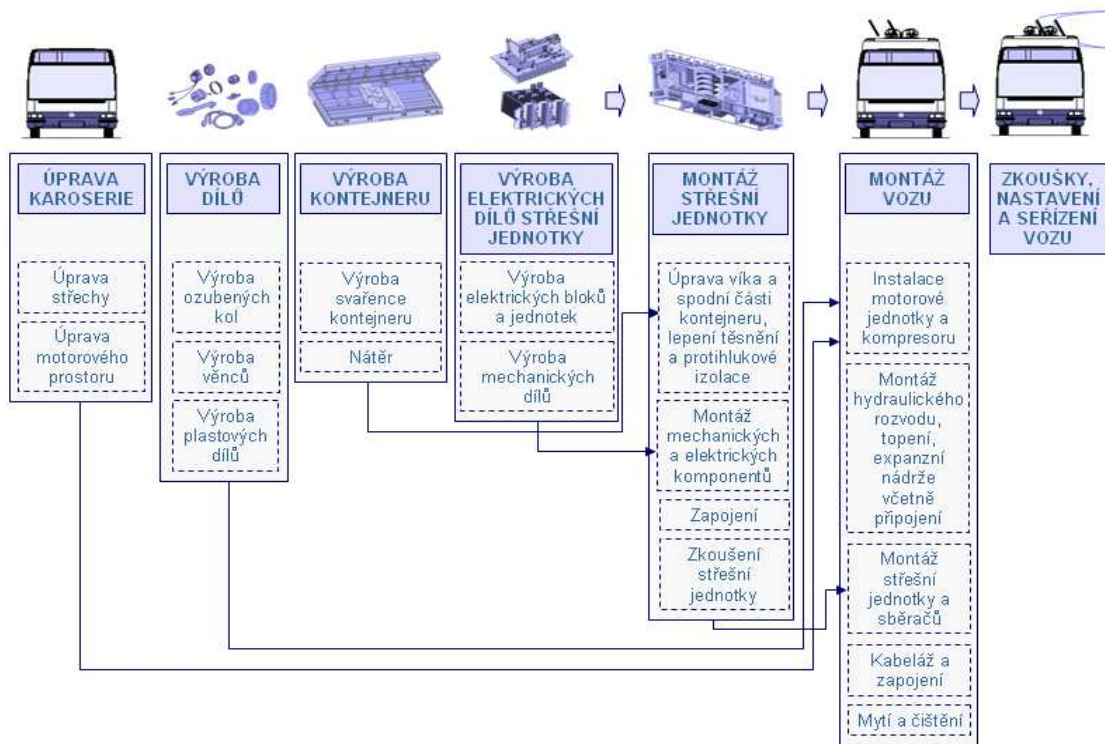 ÚPRAVA
KAROSERIE
Úprava
střechy
Úprava
motorového
prostoru
VÝROBA
DÍLŮ
Výroba
ozubených
kol
Výroba
věnců
Výroba
plastových
dílů
VÝROBA
KONTEJNERU
Výroba
svařence
kontejneru
Nátěr
VÝROBA
ELEKTRICKÝCH
DÍLŮ STŘEŠNÍ
JEDNOTKY
Výroba
elektrických bloků
a jednotek
Výroba
mechanických
dílů
MONTÁŽ
STŘEŠNÍ
JEDNOTKY
Úprava víka a
spodní části
kontejneru,
lepení těsnění
a protihlukové
izolace
Montáž
mechanických
a elektrických
komponentů
Zapojení
Zkoušení
střešní
jednotky
MONTÁŽ
VOZU
Instalace
motorové
jednotky a
kompresoru
Montáž
hydraulického
rozvodu,
topení,
expanzní
nádrže
včetně
připojení
Montáž
střešní
jednotky a
sběračů
Kabeláž a
zapojení
Mytí a čištění
ZKOUŠKY,
NASTAVENÍ
A SEŘÍZENÍ
VOZU